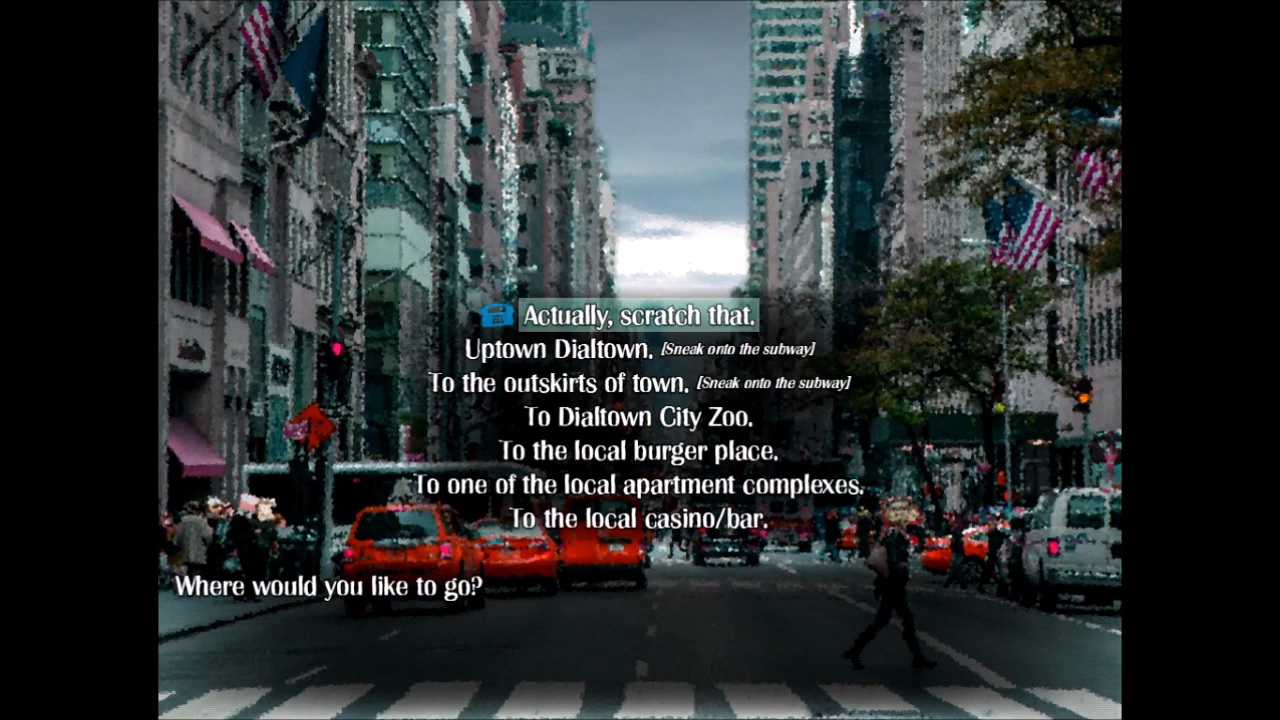 Actually, scratch that.
Uptown Dialtown. [Sneak onto the subway]
To the outskirts of town. [Sneak onto the subway]
To Dialtown City Zoo.
To the local burger place.
To one of the local apartment complexes.
To the local casino/bar.
Where would you like to go?